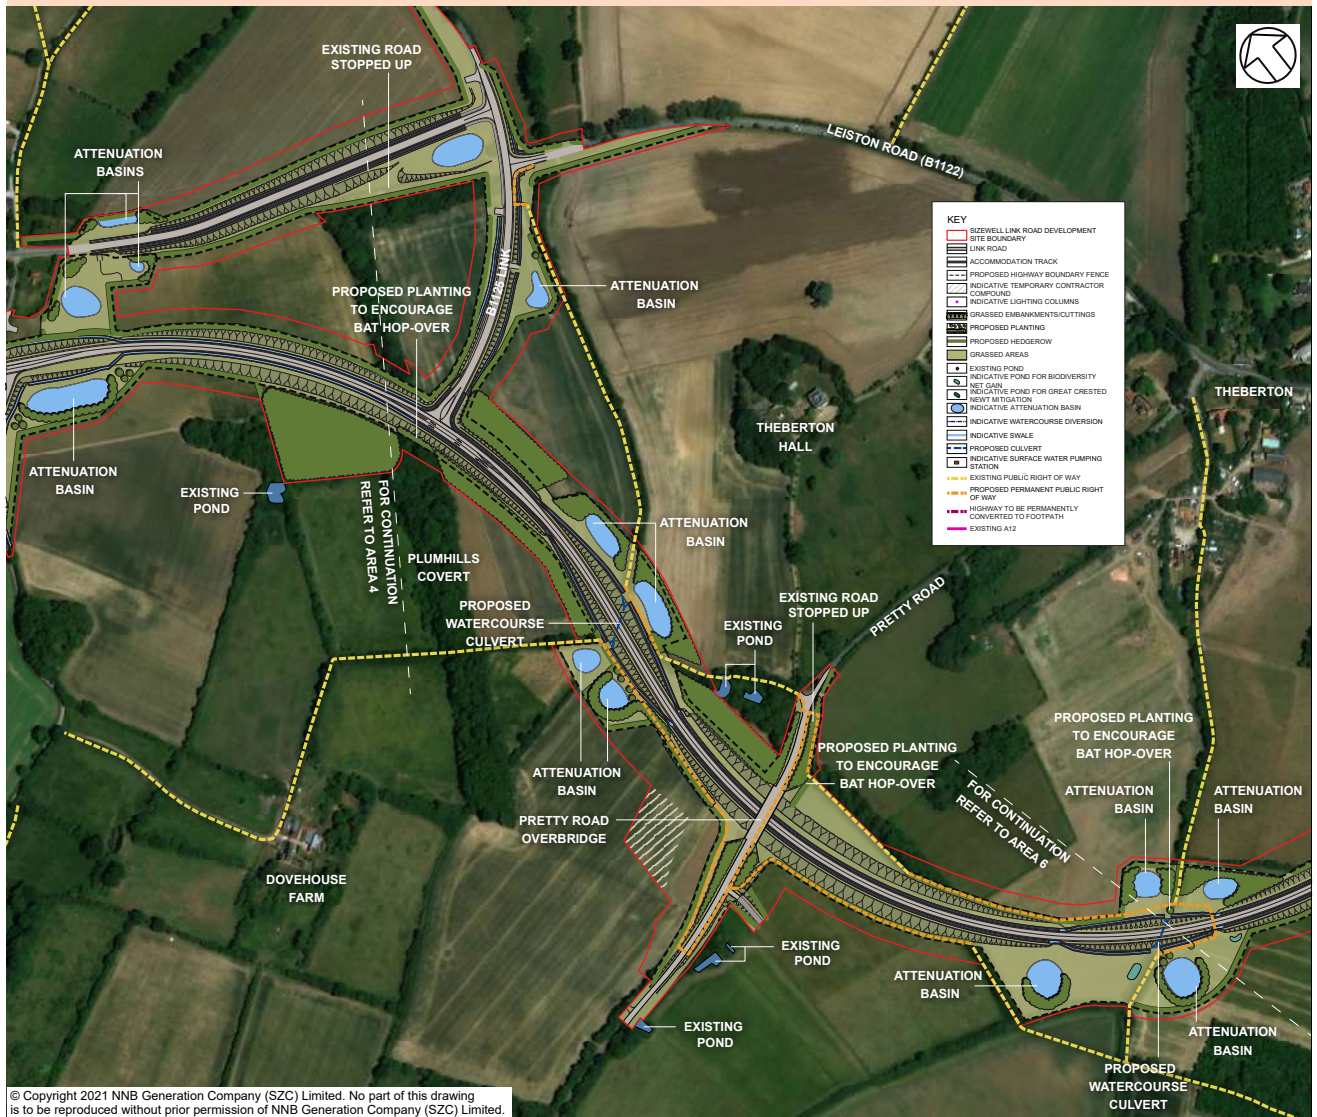 EXISTING ROAD
STOPPED UP
ATTENUATION
BASINS
LEISTON ROAD (B1122)
B1125 LINK
ATTENUATION
BASIN
PROPOSED PLANTING
TO ENCOURAGE
BAT HOP-OVER
KEY
SIZEWELL LINK ROAD DEVELOPMENT
SITE BOUNDARY
LINK ROAD
ACCOMMODATION TRACK
PROPOSED HIGHWAY BOUNDARY FENCE
INDICATIVE TEMPORARY CONTRACTOR
COMPOUND
INDICATIVE LIGHTING COLUMNS
GRASSED EMBANKMENTS/CUTTINGS
PROPOSED PLANTING
PROPOSED HEDGEROW
GRASSED AREAS
EXISTING POND
INDICATIVE POND FOR BIODIVERSITY
NET GAIN
INDICATIVE POND FOR GREAT CRESTED
NEWT MITIGATION
INDICATIVE ATTENUATION BASIN
INDICATIVE WATERCOURSE DIVERSION
INDICATIVE SWALE
PROPOSED CULVERT
INDICATIVE SURFACE WATER PUMPING
STATION
EXISTING PUBLIC RIGHT OF WAY
PROPOSED PERMANENT PUBLIC RIGHT
OF WAY
HIGHWAY TO BE PERMANENTLY
CONVERTED TO FOOTPATH
EXISTING A12
THEBERTON
THEBERTON
HALL
ATTENUATION
BASIN
EXISTING
POND
FOR CONTINUATION
REFER TO AREA 4
PLUMHILLS
COVERT
ATTENUATION
BASIN
PROPOSED
WATERCOURSE
CULVERT
EXISTING
POND
EXISTING ROAD
STOPPED UP
PRETTY ROAD
ATTENUATION
BASIN
PRETTY ROAD
OVERBRIDGE
PROPOSED PLANTING
TO ENCOURAGE
BAT HOP-OVER
PROPOSED PLANTING
TO ENCOURAGE
BAT HOP-OVER
FOR CONTINUATION
REFER TO AREA 6
ATTENUATION
BASIN
ATTENUATION
BASIN
DOVEHOUSE
FARM
EXISTING
POND
ATTENUATION
BASIN
EXISTING
POND
ATTENUATION
BASIN
PROPOSED
WATERCOURSE
CULVERT
© Copyright 2021 NNB Generation Company (SZC) Limited. No part of this drawing
is to be reproduced without prior permission of NNB Generation Company (SZC) Limited.